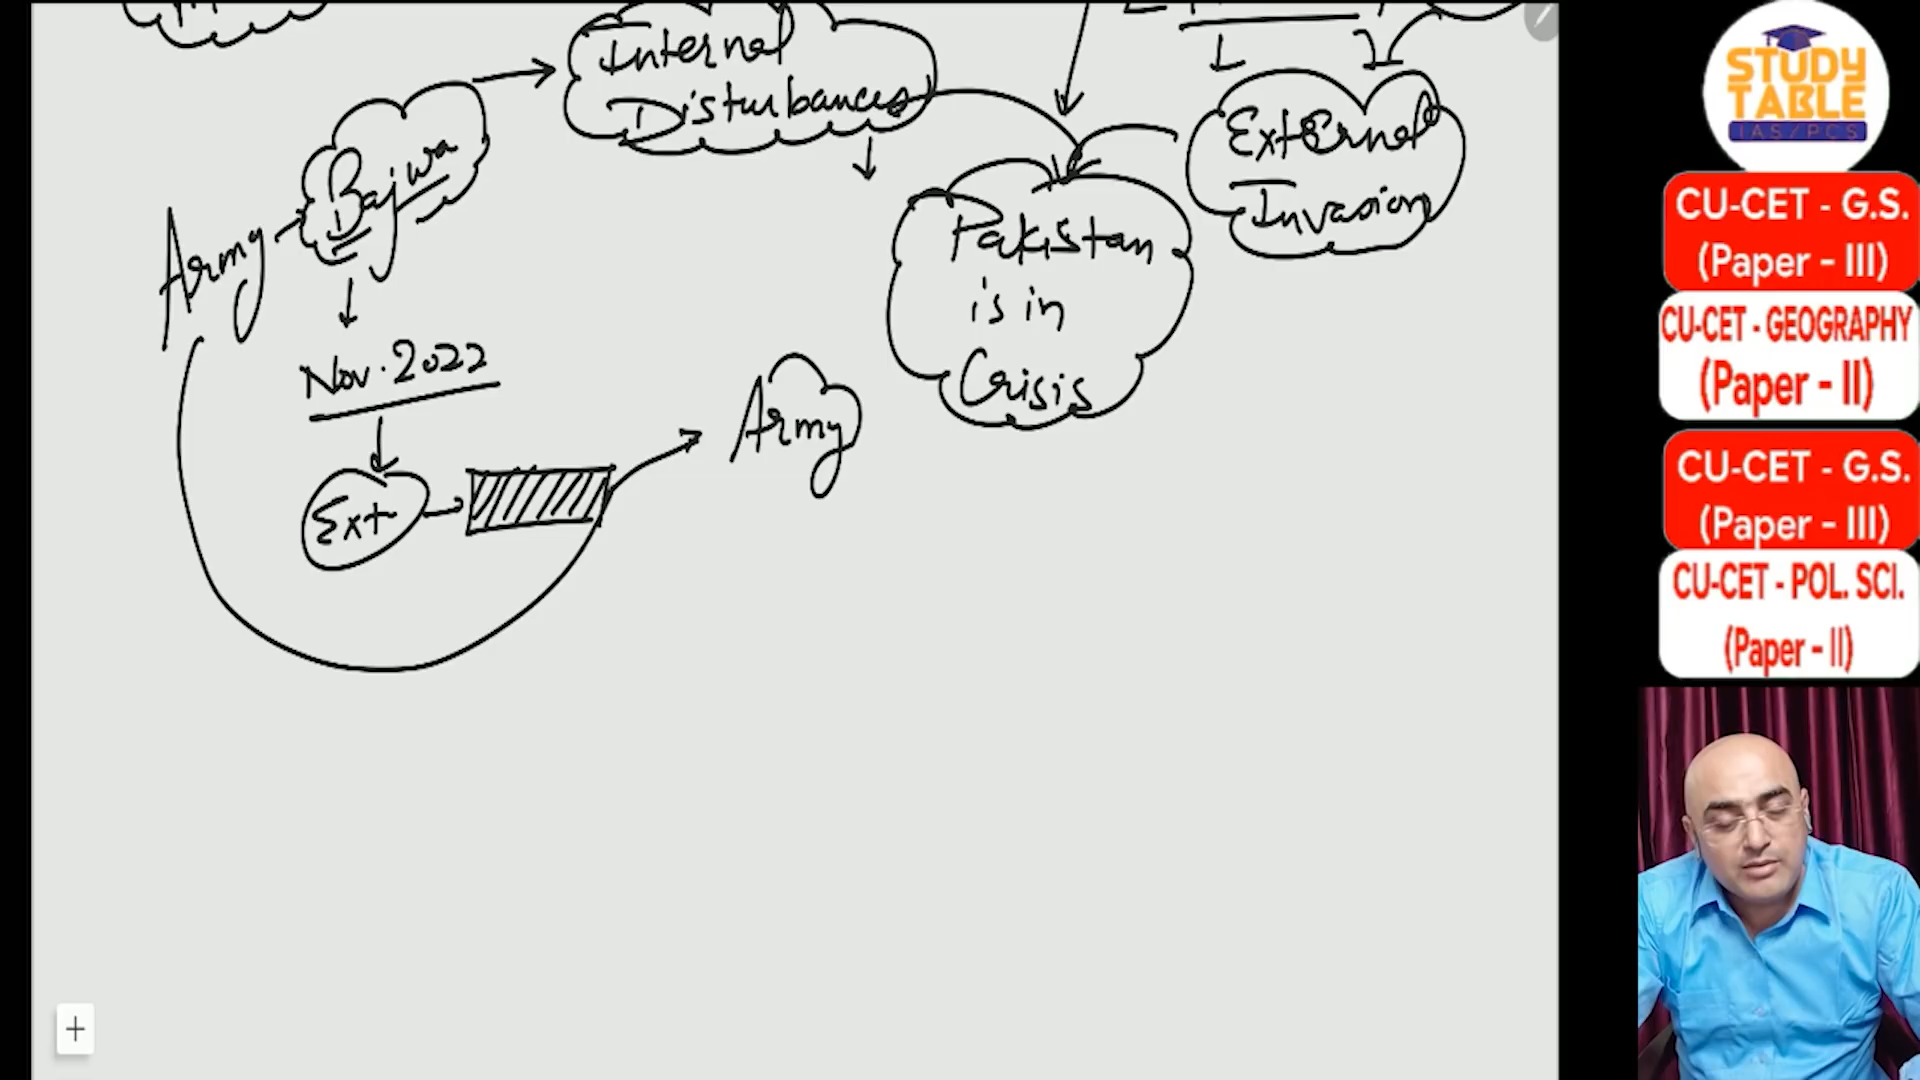 Internal
Disturbances
External
Invasion
Bajwa
Army
Pakistan
is in
Crisis
Nov. 2022
Army
Ext
STUDY
TABLE
IAS/PCS
CU-CET - G.S.
(Paper - III)
CU-CET - GEOGRAPHY
(Paper - II)
CU-CET - G.S.
(Paper - III)
CU-CET - POL. SCI.
(Paper - II)
+